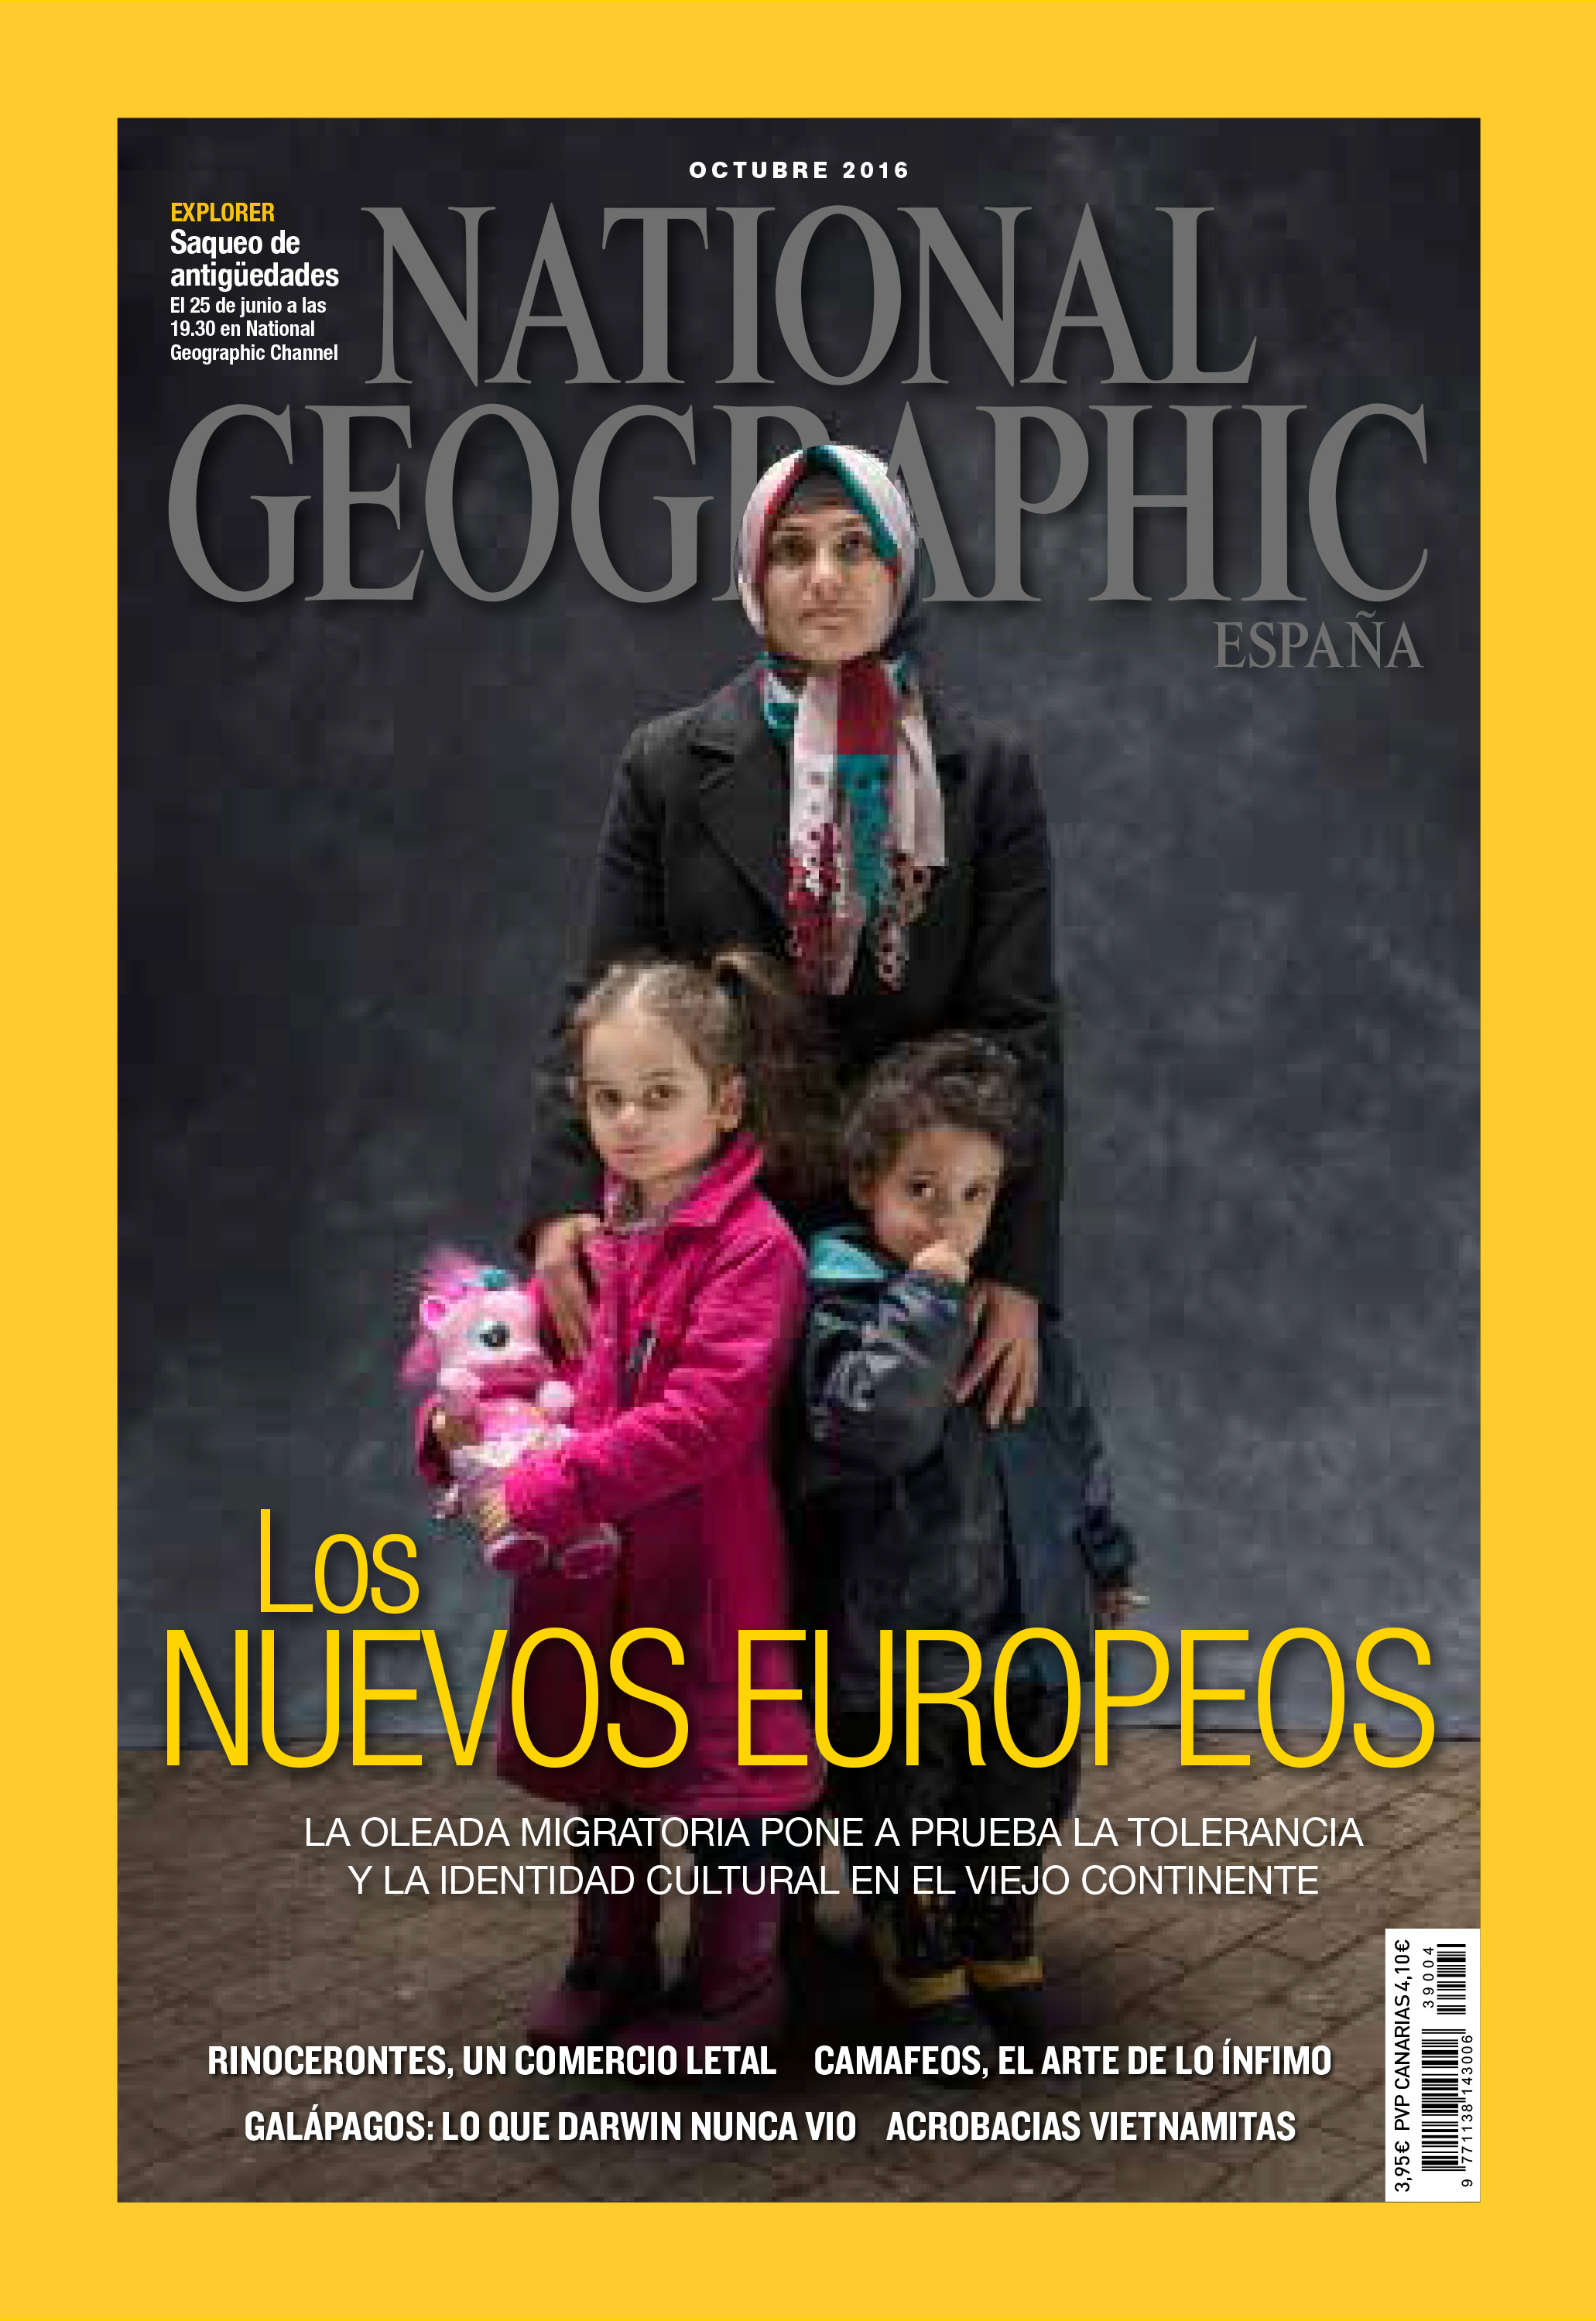 OCTUBRE 2016
EXPLORER
Saqueo de
antigüedades
El 25 de junio a las
19.30 en National
Geographic Channel
NATIONAL
GEOGRAPHIC
ESPAÑA
Los
NUEVOS EUROPEOS
LA OLEADA MIGRATORIA PONE A PRUEBA LA TOLERANCIA
Y LA IDENTIDAD CULTURAL EN EL VIEJO CONTINENTE
RINOCERONTES, UN COMERCIO LETAL CAMAFEOS, EL ARTE DE LO ÍNFIMO
GALÁPAGOS: LO QUE DARWIN NUNCA VIO ACROBACIAS VIETNAMITAS
3,95€ PVP CANARIAS 4,10€
39004
9 771138 143006